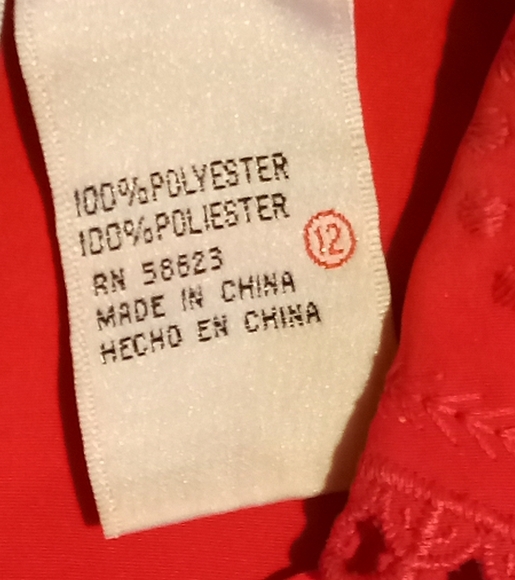 100%POLYESTER
100%POLIESTER
RN 58623
MADE IN CHINA
HECHO EN CHINA
12